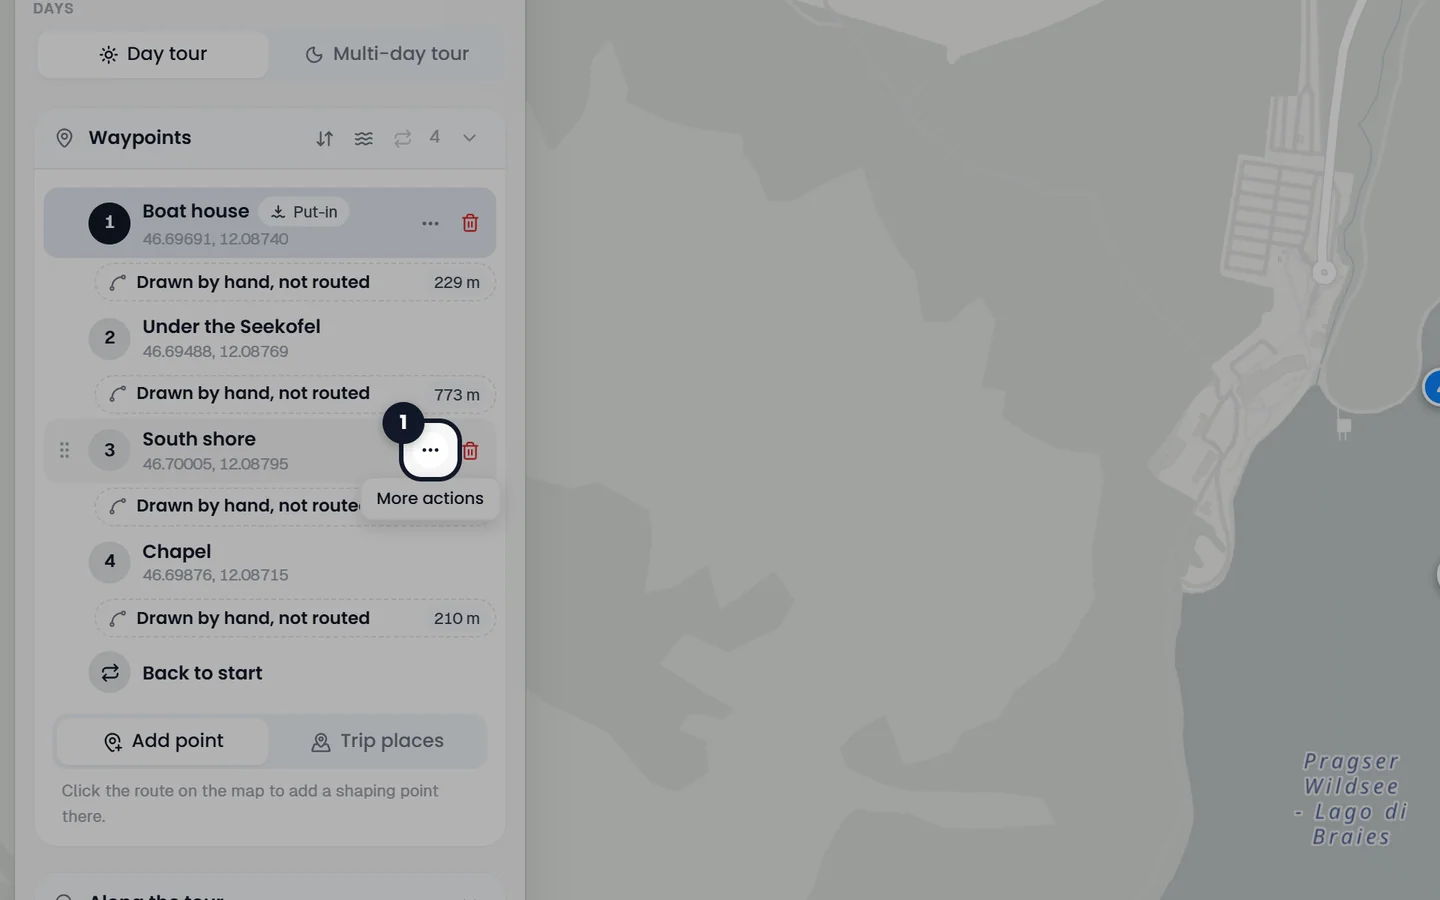 DAYS
Day tour
Multi-day tour
Waypoints
4
1
Boat house
Put-in
46.69691, 12.08740
Drawn by hand, not routed
229 m
2
Under the Seekofel
46.69488, 12.08769
Drawn by hand, not routed
773 m
1
3
South shore
46.70005, 12.08795
More actions
Drawn by hand, not route
4
Chapel
46.69876, 12.08715
Drawn by hand, not routed
210 m
Back to start
Add point
Trip places
Click the route on the map to add a shaping point
there.
Along the tour
Pragser
Wildsee
- Lago di
Braies